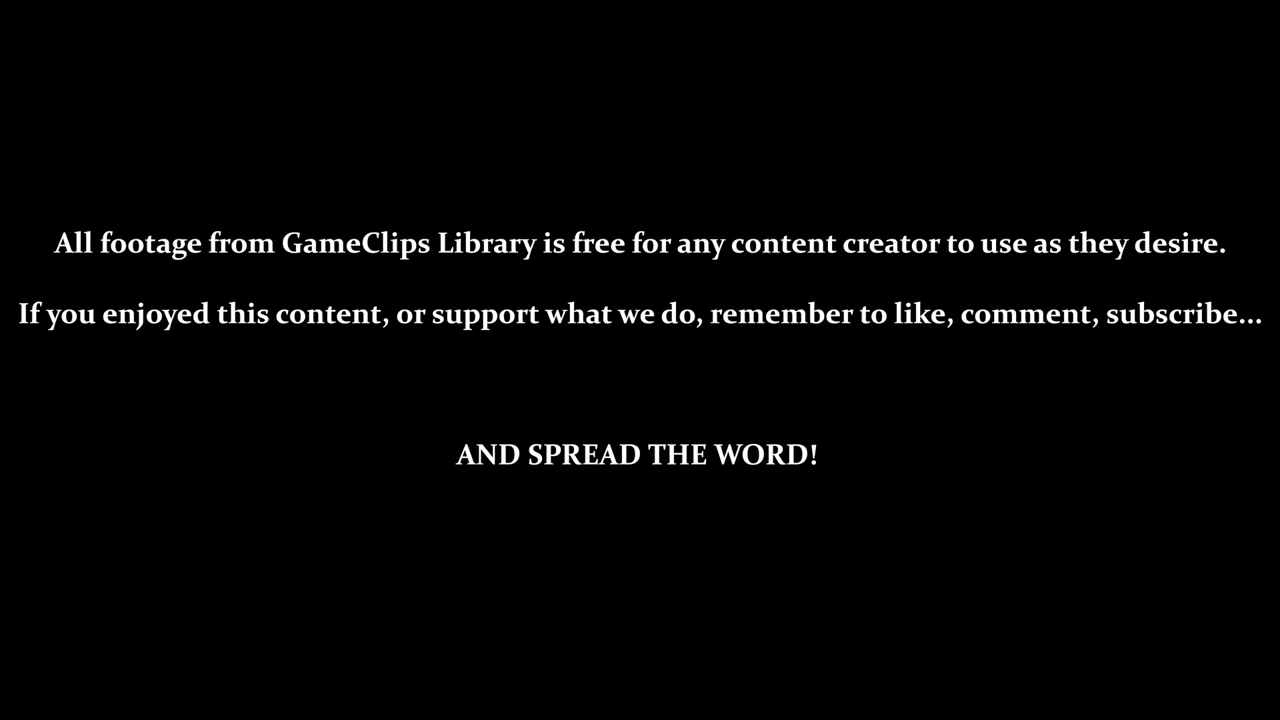 All footage from GameClips Library is free for any content creator to use as they desire.
If you enjoyed this content, or support what we do, remember to like, comment, subscribe...
AND SPREAD THE WORD!